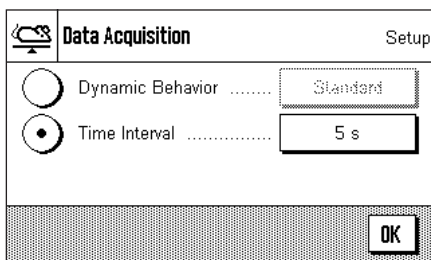 Data Acquisition Setup
Dynamic Behavior ........ Standard
Time Interval ................ 5 s
OK